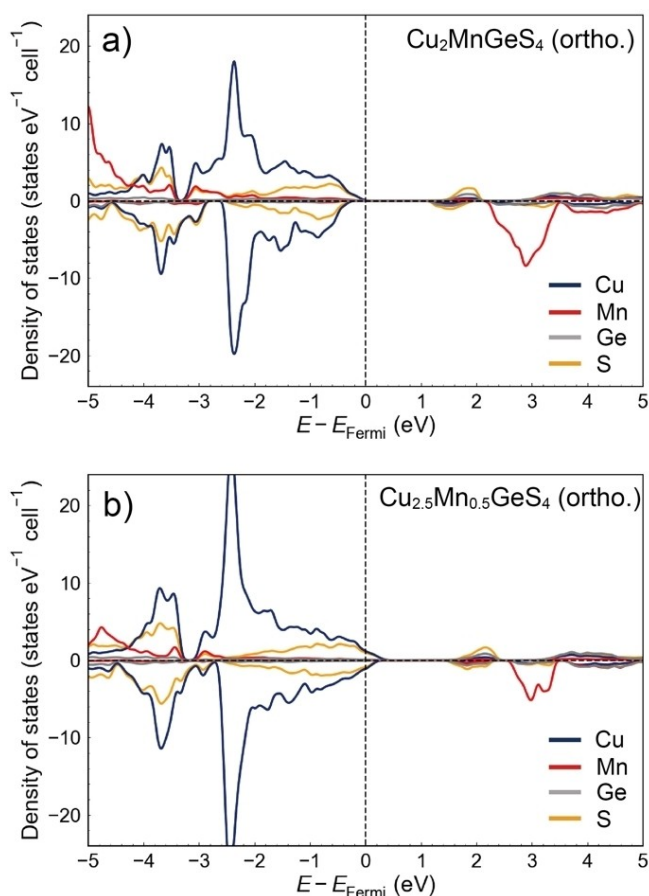 a)
Cu₂MnGeS₄ (ortho.)
Density of states (states eV⁻¹ cell⁻¹)
20
10
0
−10
−20
Cu
Mn
Ge
S
−5 −4 −3 −2 −1 0 1 2 3 4 5
E − E_Fermi (eV)
b)
Cu₂.₅Mn₀.₅GeS₄ (ortho.)
Density of states (states eV⁻¹ cell⁻¹)
20
10
0
−10
−20
Cu
Mn
Ge
S
−5 −4 −3 −2 −1 0 1 2 3 4 5
E − E_Fermi (eV)